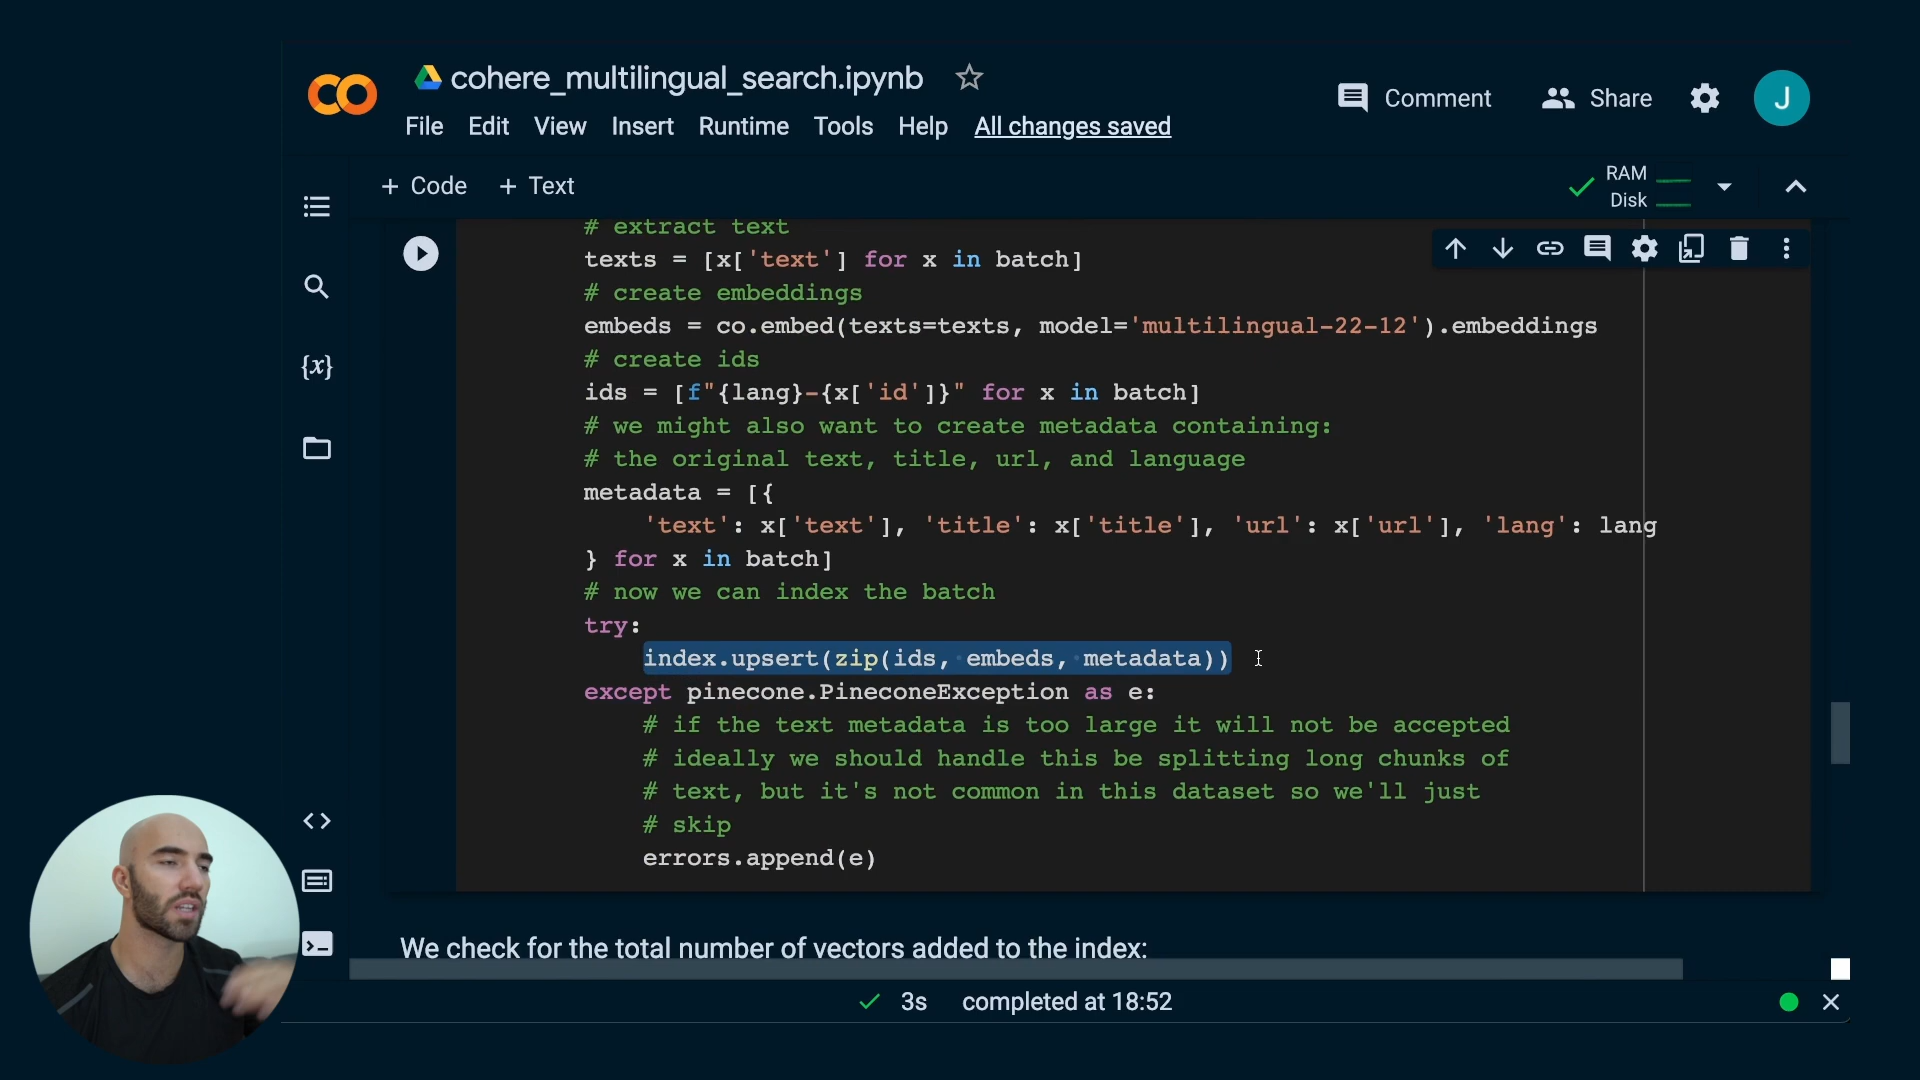 cohere_multilingual_search.ipynb
Comment
Share
J
File Edit View Insert Runtime Tools Help All changes saved
+ Code + Text
RAM
Disk
# extract text
texts = [x['text'] for x in batch]
# create embeddings
embeds = co.embed(texts=texts, model='multilingual-22-12').embeddings
# create ids
ids = [f"{lang}-{x['id']}" for x in batch]
# we might also want to create metadata containing:
# the original text, title, url, and language
metadata = [{
'text': x['text'], 'title': x['title'], 'url': x['url'], 'lang': lang
} for x in batch]
# now we can index the batch
try:
index.upsert(zip(ids, embeds, metadata))
except pinecone.PineconeException as e:
# if the text metadata is too large it will not be accepted
# ideally we should handle this be splitting long chunks of
# text, but it's not common in this dataset so we'll just
# skip
errors.append(e)
We check for the total number of vectors added to the index:
3s completed at 18:52